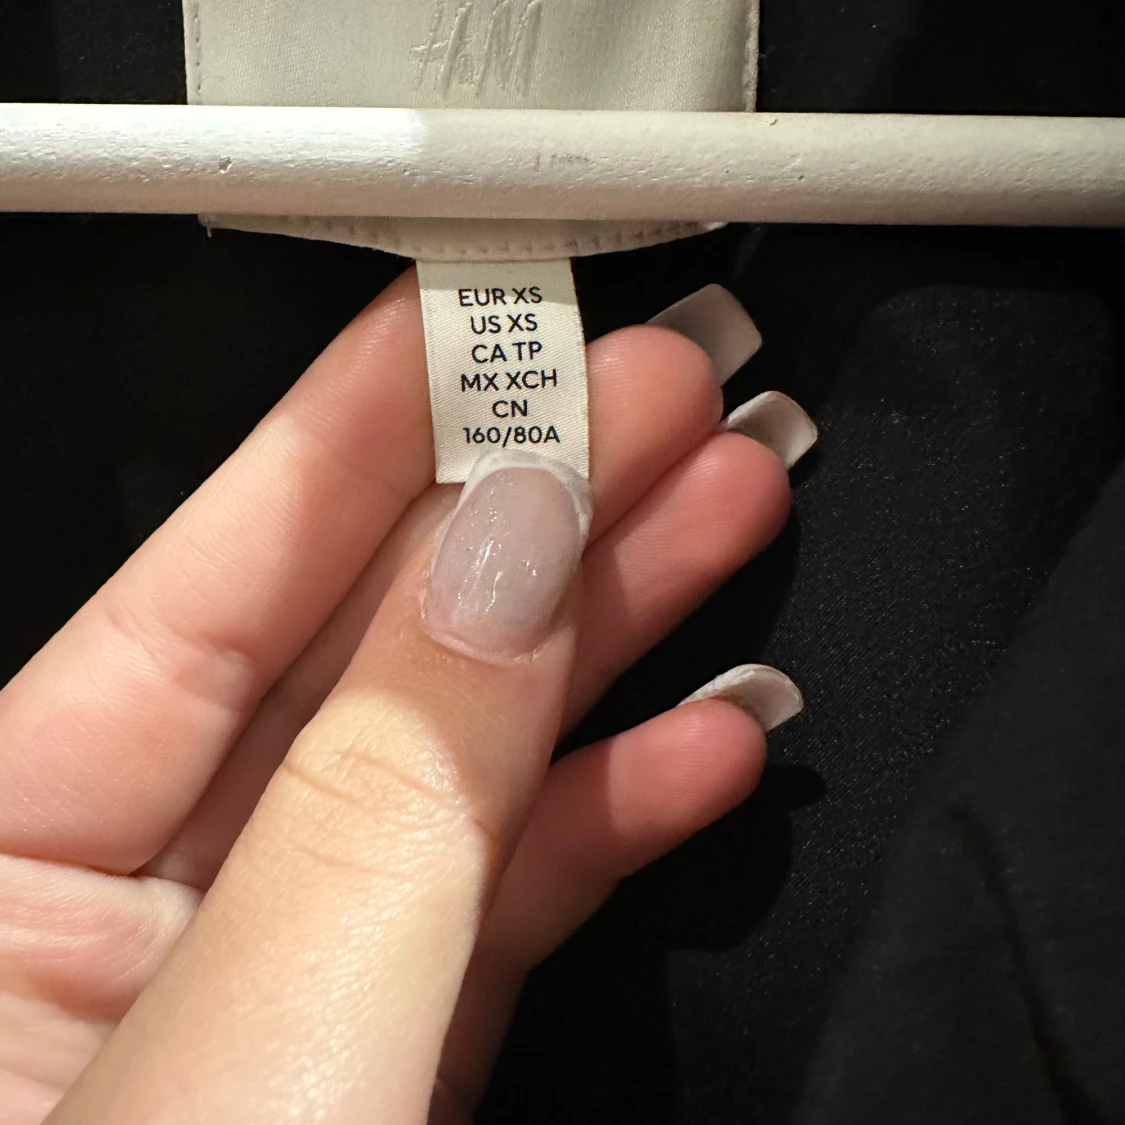 H&M
EUR XS
US XS
CA TP
MX XCH
CN
160/80A